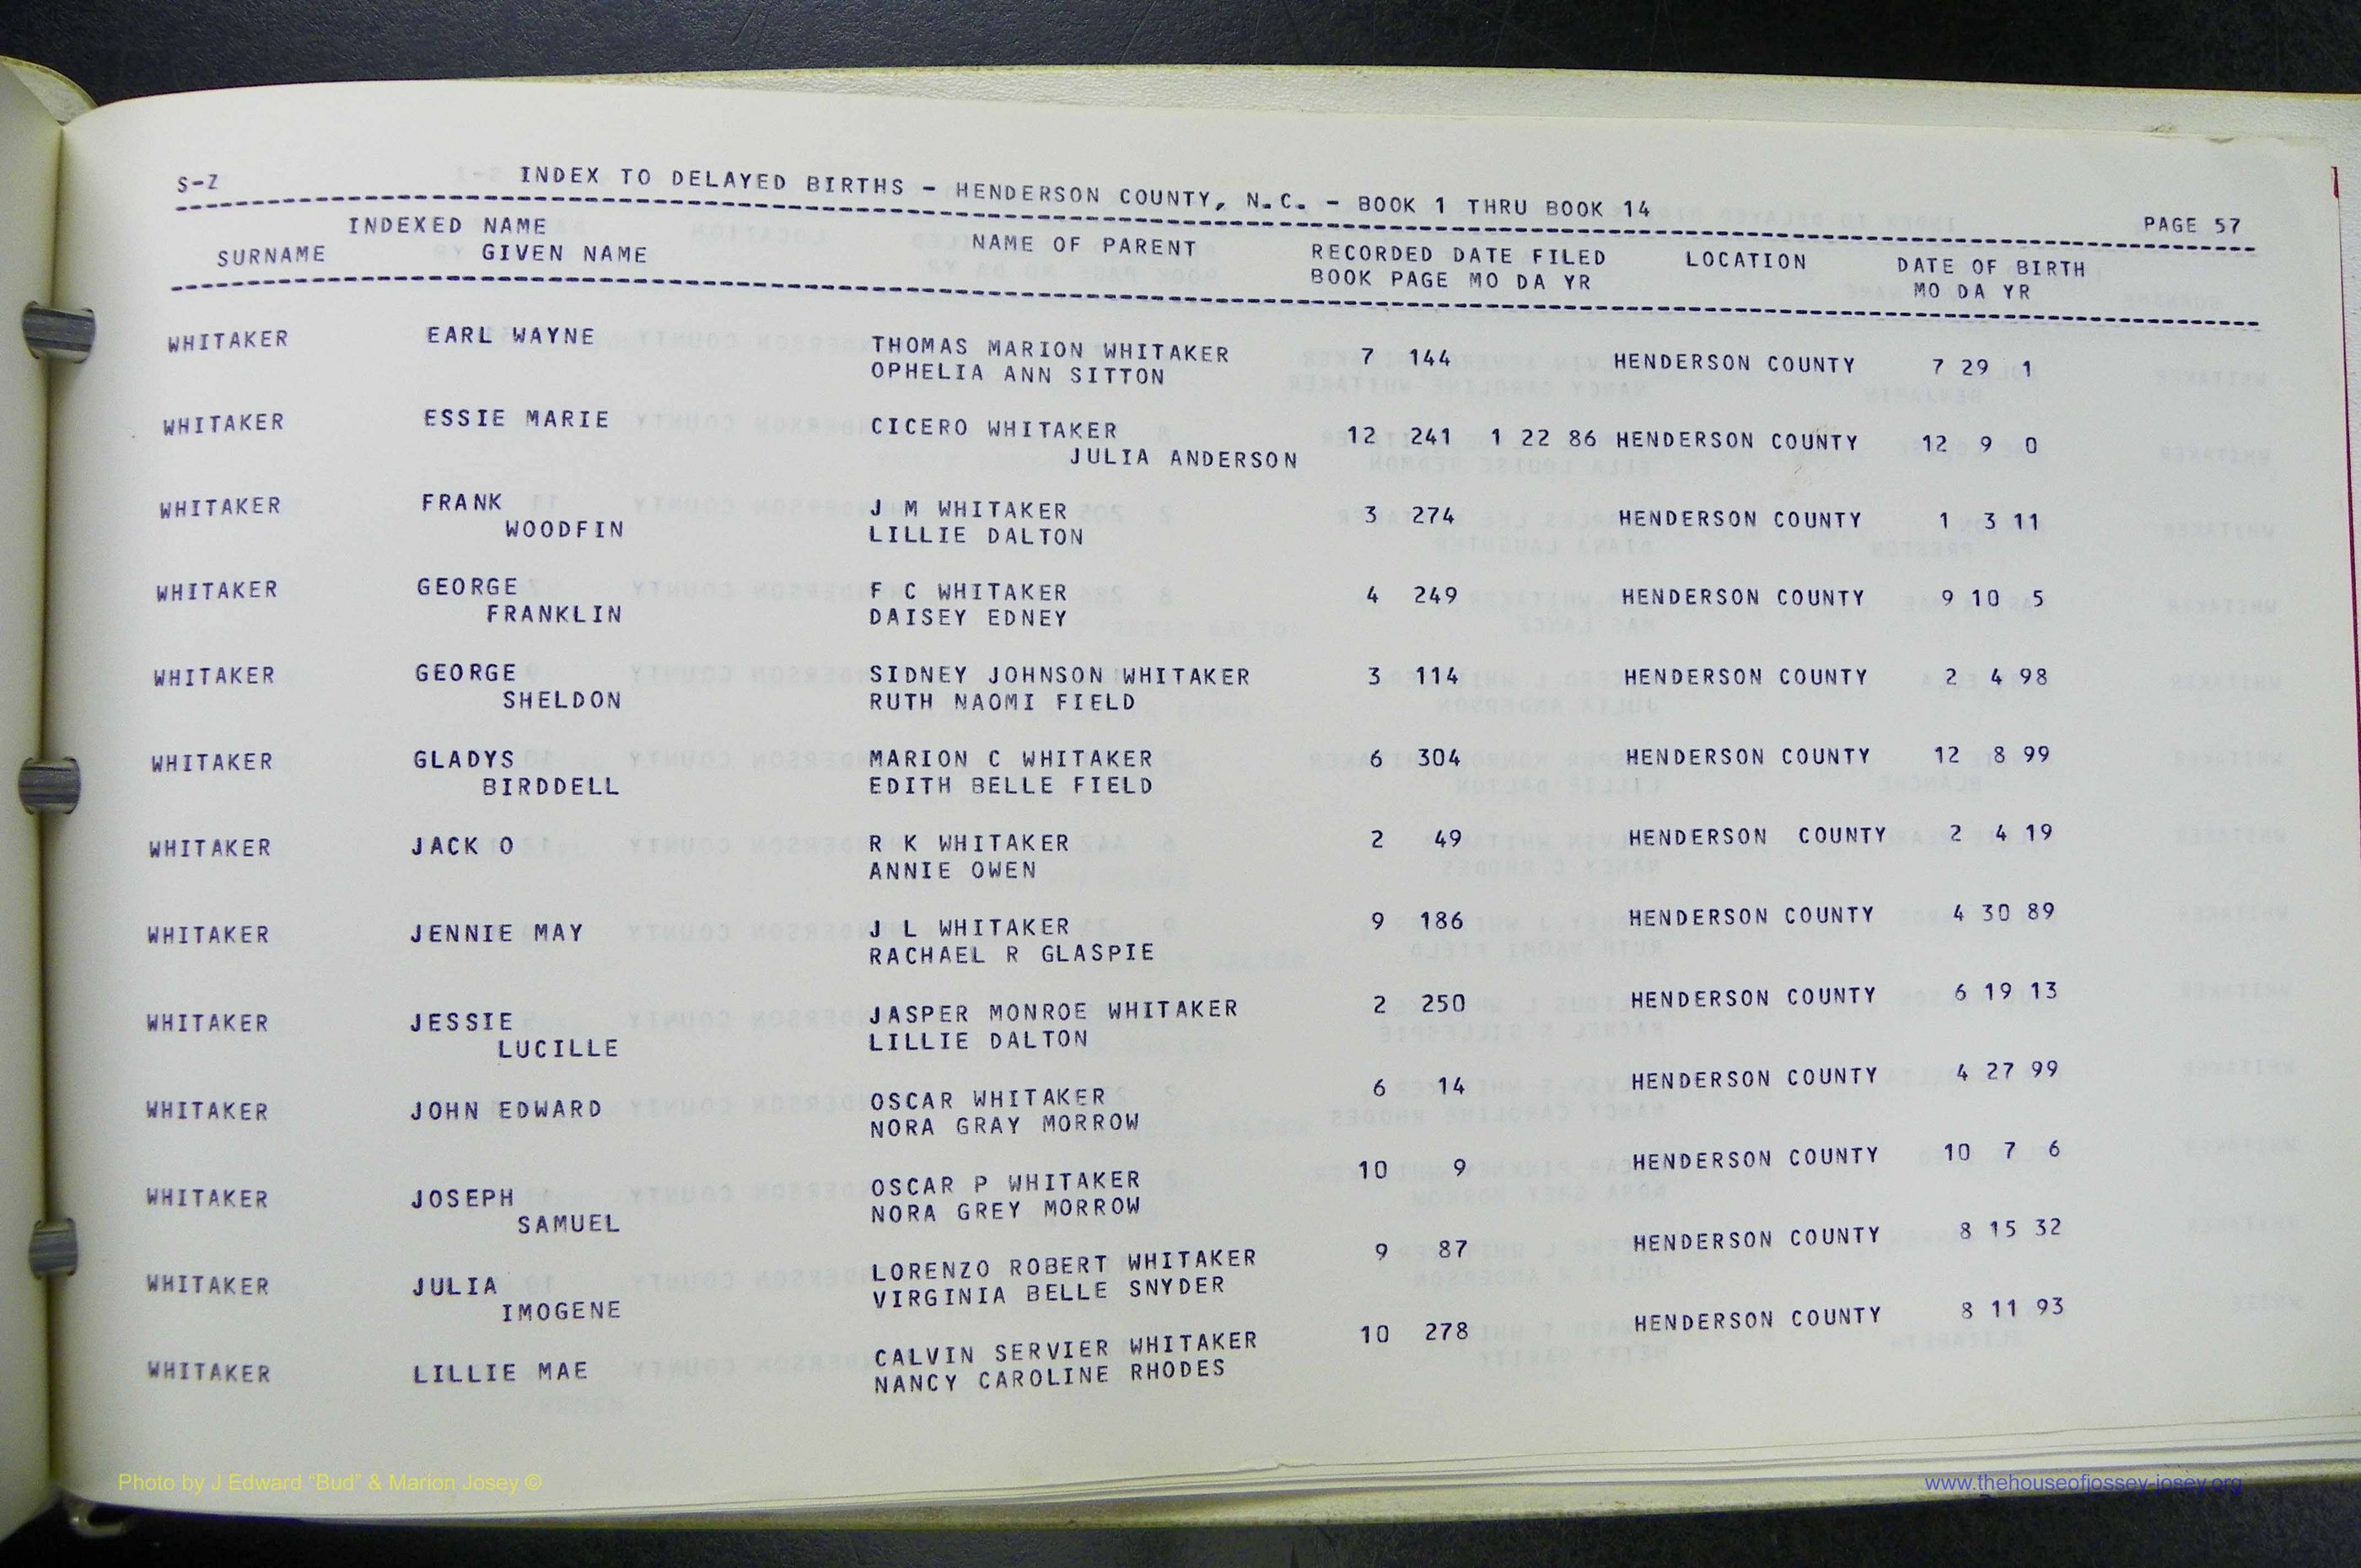 S-Z INDEX TO DELAYED BIRTHS - HENDERSON COUNTY, N.C. - BOOK 1 THRU BOOK 14 PAGE 57
INDEXED NAME
SURNAME GIVEN NAME NAME OF PARENT RECORDED DATE FILED LOCATION DATE OF BIRTH
BOOK PAGE MO DA YR MO DA YR
WHITAKER EARL WAYNE THOMAS MARION WHITAKER 7 144 HENDERSON COUNTY 7 29 1
OPHELIA ANN SITTON
WHITAKER ESSIE MARIE CICERO WHITAKER 12 241 1 22 86 HENDERSON COUNTY 12 9 0
JULIA ANDERSON
WHITAKER FRANK J M WHITAKER 3 274 HENDERSON COUNTY 1 3 11
WOODFIN LILLIE DALTON
WHITAKER GEORGE F C WHITAKER 4 249 HENDERSON COUNTY 9 10 5
FRANKLIN DAISEY EDNEY
WHITAKER GEORGE SIDNEY JOHNSON WHITAKER 3 114 HENDERSON COUNTY 2 4 98
SHELDON RUTH NAOMI FIELD
WHITAKER GLADYS MARION C WHITAKER 6 304 HENDERSON COUNTY 12 8 99
BIRDDELL EDITH BELLE FIELD
WHITAKER JACK O R K WHITAKER 2 49 HENDERSON COUNTY 2 4 19
ANNIE OWEN
WHITAKER JENNIE MAY J L WHITAKER 9 186 HENDERSON COUNTY 4 30 89
RACHAEL R GLASPIE
WHITAKER JESSIE JASPER MONROE WHITAKER 2 250 HENDERSON COUNTY 6 19 13
LUCILLE LILLIE DALTON
WHITAKER JOHN EDWARD OSCAR WHITAKER 6 14 HENDERSON COUNTY 4 27 99
NORA GRAY MORROW
WHITAKER JOSEPH OSCAR P WHITAKER 10 9 HENDERSON COUNTY 10 7 6
SAMUEL NORA GREY MORROW
WHITAKER JULIA LORENZO ROBERT WHITAKER 9 87 HENDERSON COUNTY 8 15 32
IMOGENE VIRGINIA BELLE SNYDER
WHITAKER LILLIE MAE CALVIN SERVIER WHITAKER 10 278 HENDERSON COUNTY 8 11 93
NANCY CAROLINE RHODES
Photo by J Edward "Bud" & Marion Josey © www.thehouseofjossey-josey.org